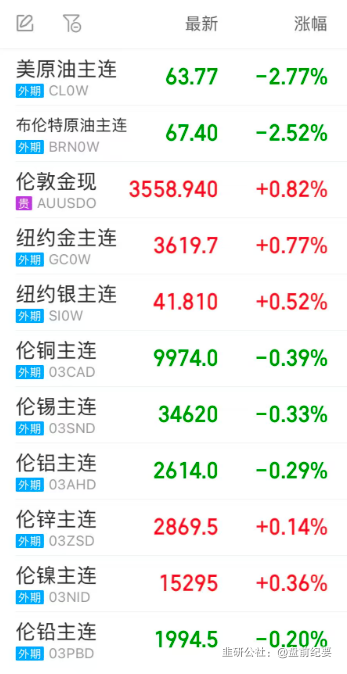 最新 涨幅
美原油主连 63.77 -2.77%
外期 CL0W
布伦特原油主连 67.40 -2.52%
外期 BRN0W
伦敦金现 3558.940 +0.82%
贵 AUUSDO
纽约金主连 3619.7 +0.77%
外期 GC0W
纽约银主连 41.810 +0.52%
外期 SI0W
伦铜主连 9974.0 -0.39%
外期 03CAD
伦锡主连 34620 -0.33%
外期 03SND
伦铝主连 2614.0 -0.29%
外期 03AHD
伦锌主连 2869.5 +0.14%
外期 03ZSD
伦镍主连 15295 +0.36%
外期 03NID
伦铅主连 1994.5 -0.20%
外期 03PBD
韭研公社：@盘前纪要